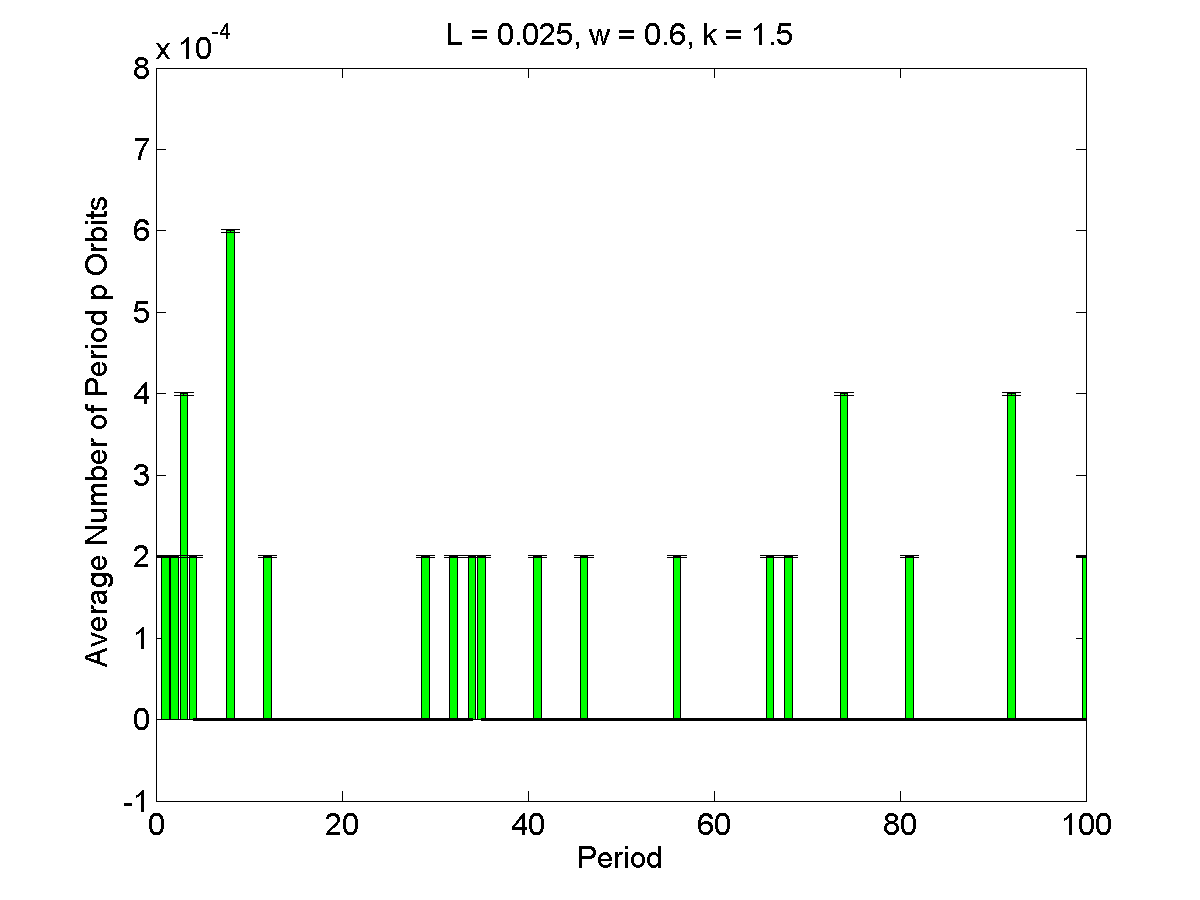 L = 0.025, w = 0.6, k = 1.5
x 10^-4
8
7
6
5
4
3
2
1
0
-1
Average Number of Period p Orbits
0 20 40 60 80 100
Period